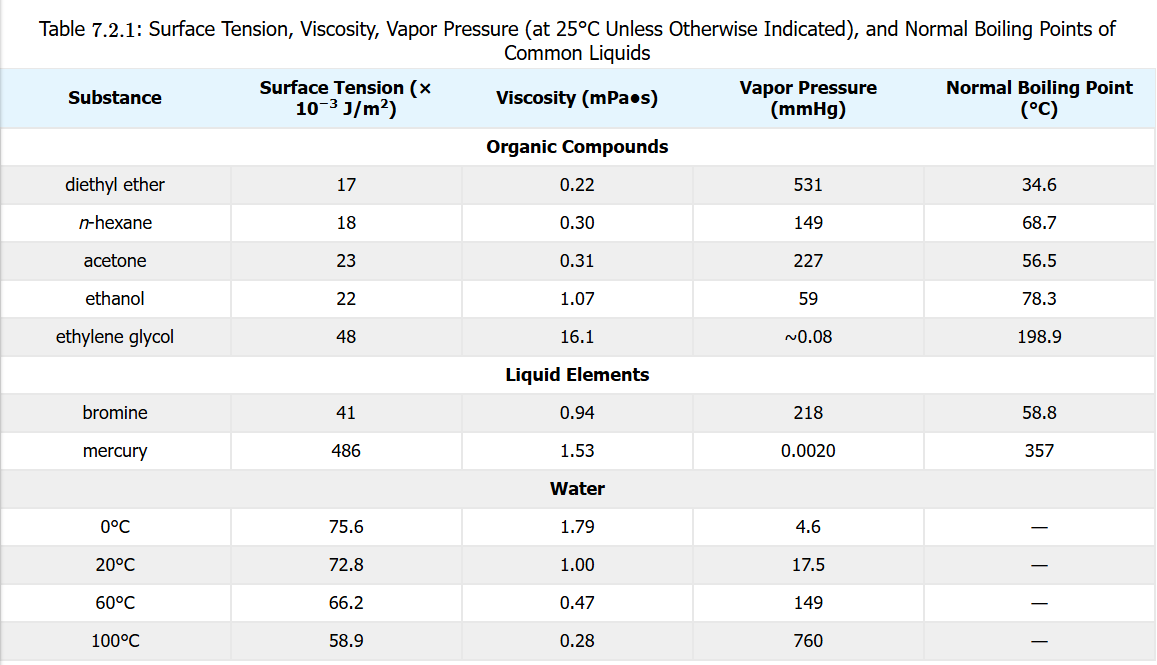 Table 7.2.1: Surface Tension, Viscosity, Vapor Pressure (at 25°C Unless Otherwise Indicated), and Normal Boiling Points of
Common Liquids
Substance Surface Tension (× 10−3 J/m2) Viscosity (mPa●s) Vapor Pressure (mmHg) Normal Boiling Point (°C)
Organic Compounds
diethyl ether 17 0.22 531 34.6
n-hexane 18 0.30 149 68.7
acetone 23 0.31 227 56.5
ethanol 22 1.07 59 78.3
ethylene glycol 48 16.1 ~0.08 198.9
Liquid Elements
bromine 41 0.94 218 58.8
mercury 486 1.53 0.0020 357
Water
0°C 75.6 1.79 4.6 —
20°C 72.8 1.00 17.5 —
60°C 66.2 0.47 149 —
100°C 58.9 0.28 760 —